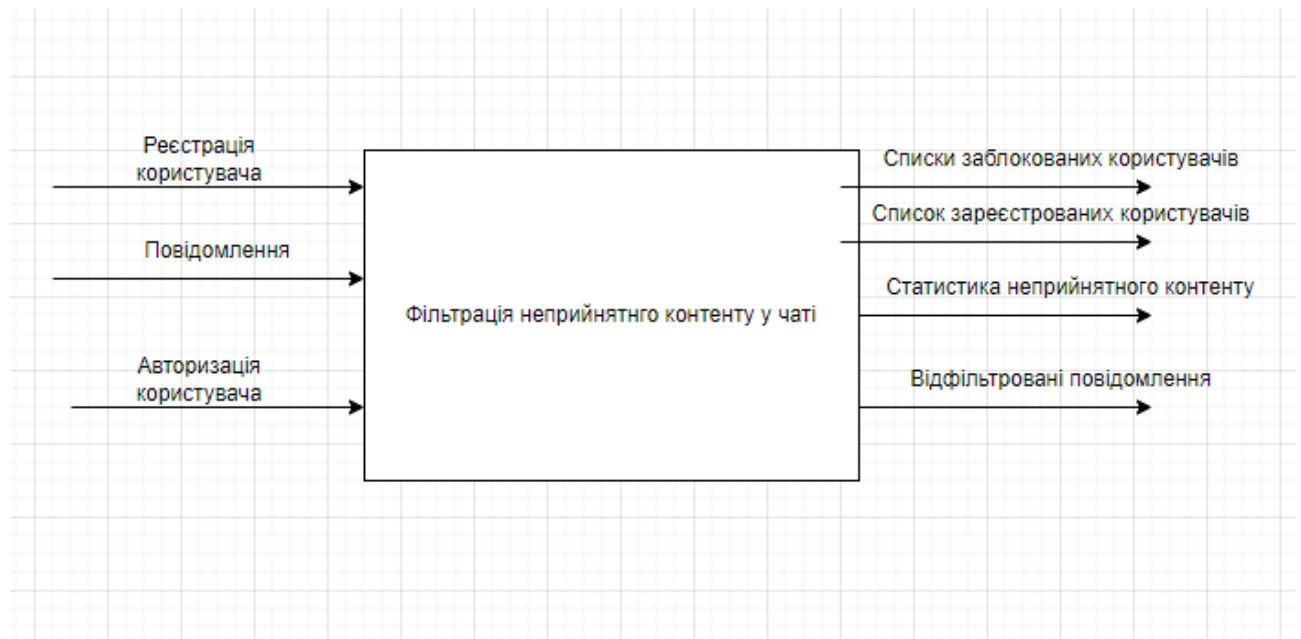 Реєстрація
користувача
Повідомлення
Авторизація
користувача
Фільтрація неприйнятнго контенту у чаті
Списки заблокованих користувачів
Список зареєстрованих користувачів
Статистика неприйнятного контенту
Відфільтровані повідомлення